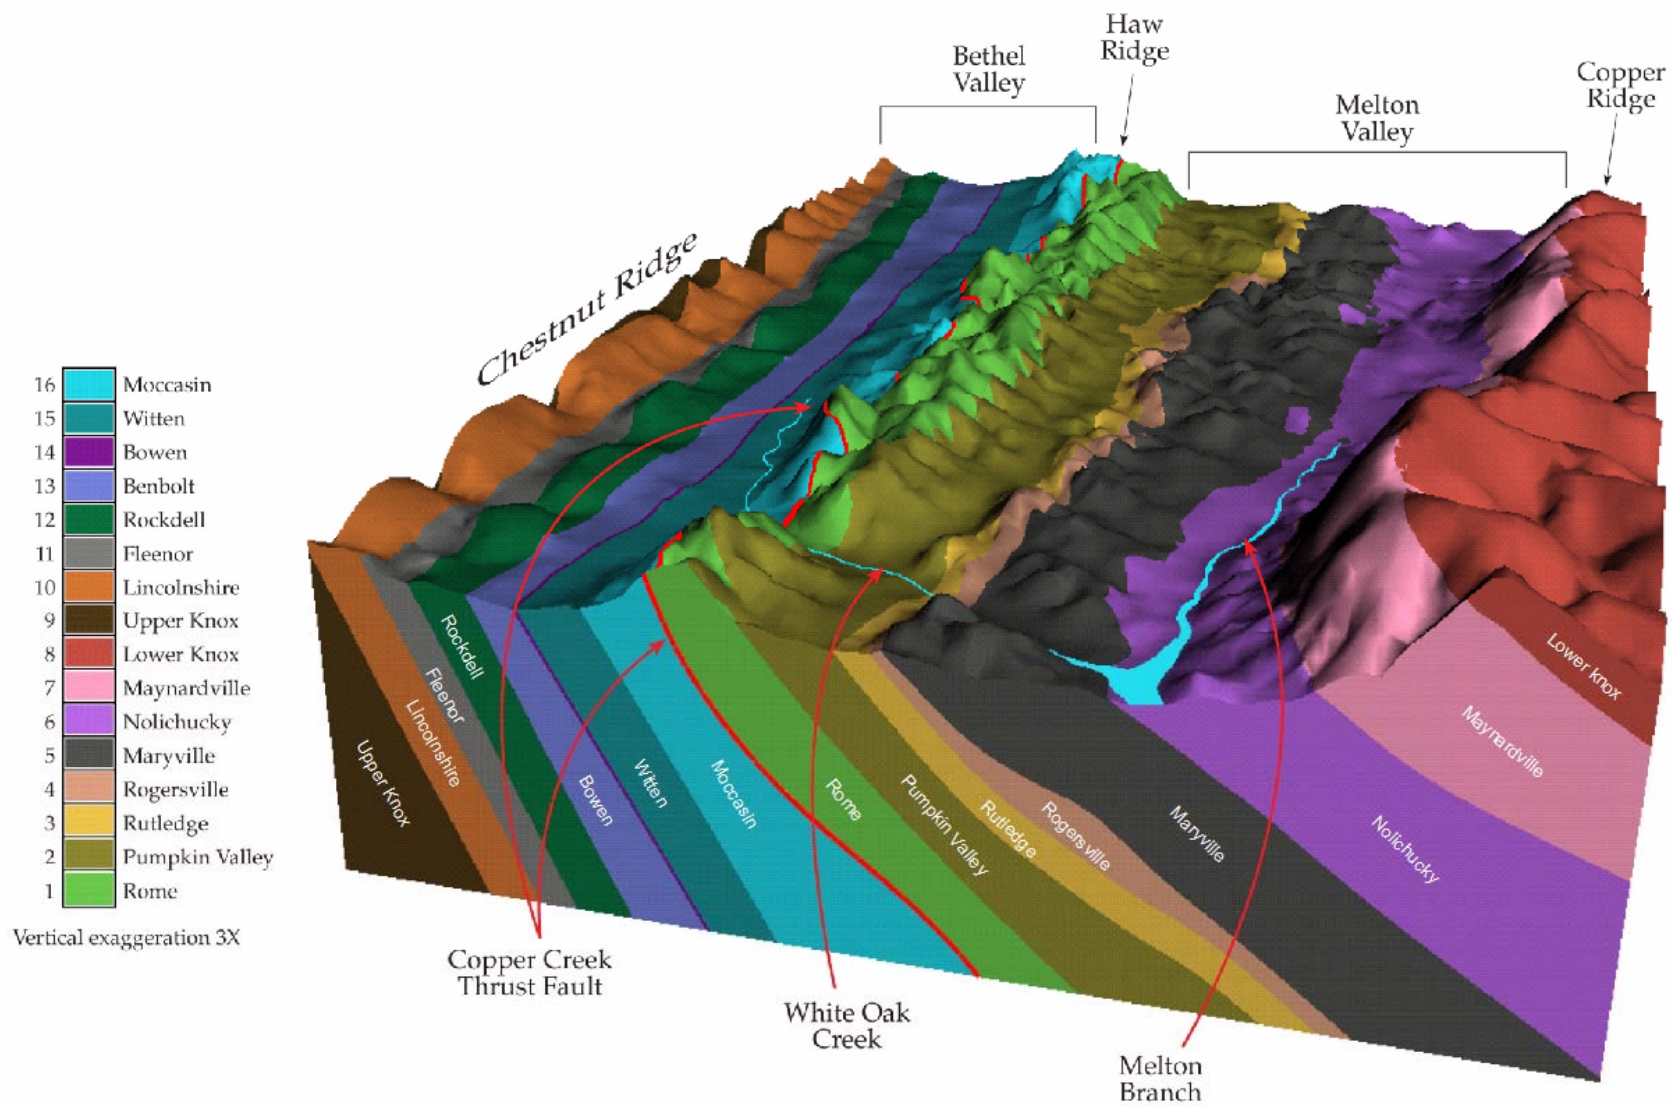 Haw
Ridge
Bethel
Valley
Copper
Ridge
Melton
Valley
Chestnut Ridge
16 Moccasin
15 Witten
14 Bowen
13 Benbolt
12 Rockdell
11 Fleenor
10 Lincolnshire
9 Upper Knox
8 Lower Knox
7 Maynardville
6 Nolichucky
5 Maryville
4 Rogersville
3 Rutledge
2 Pumpkin Valley
1 Rome
Vertical exaggeration 3X
Upper Knox
Lincolnshire
Fleenor
Rockdell
Bowen
Witten
Moccasin
Rome
Pumpkin Valley
Rutledge
Rogersville
Maryville
Nolichucky
Maynardville
Lower knox
Copper Creek
Thrust Fault
White Oak
Creek
Melton
Branch